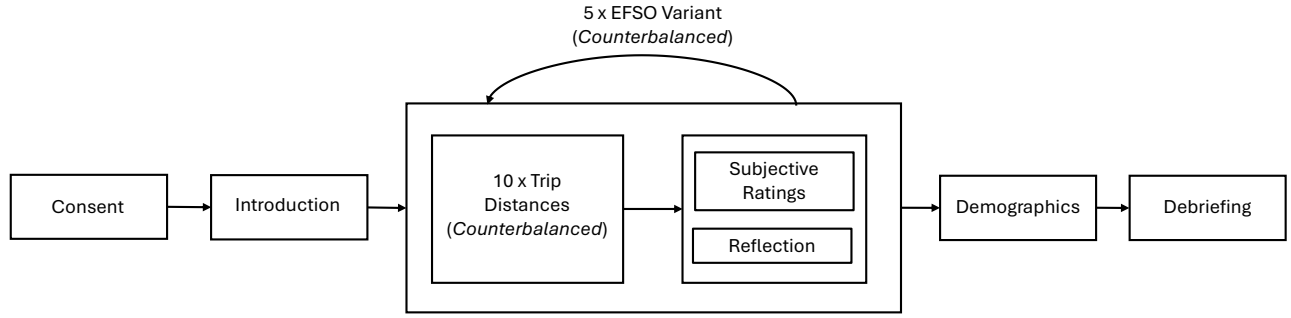 5 x EFSO Variant
(Counterbalanced)
Consent
Introduction
10 x Trip
Distances
(Counterbalanced)
Subjective
Ratings
Reflection
Demographics
Debriefing